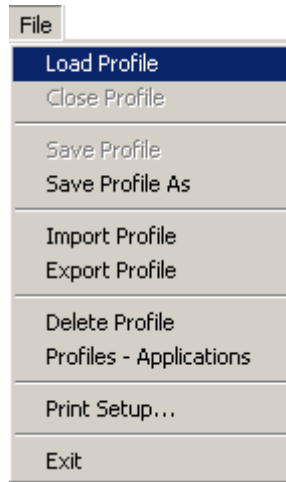 File
Load Profile
Close Profile
Save Profile
Save Profile As
Import Profile
Export Profile
Delete Profile
Profiles - Applications
Print Setup...
Exit